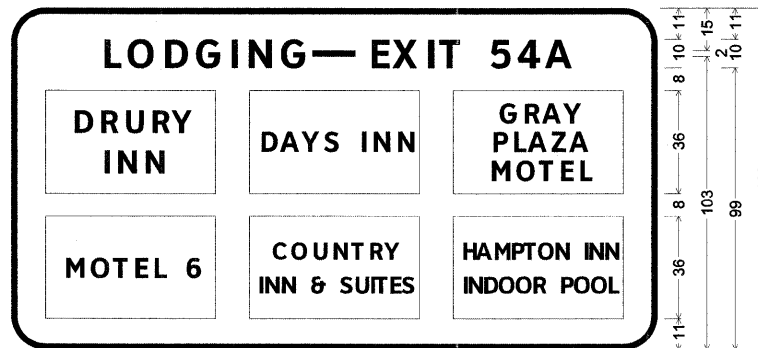 LODGING— EXIT 54A
DRURY
INN
DAYS INN
GRAY
PLAZA
MOTEL
MOTEL 6
COUNTRY
INN & SUITES
HAMPTON INN
INDOOR POOL
11
10
8
36
8
36
11
15
2
103
11
10
99